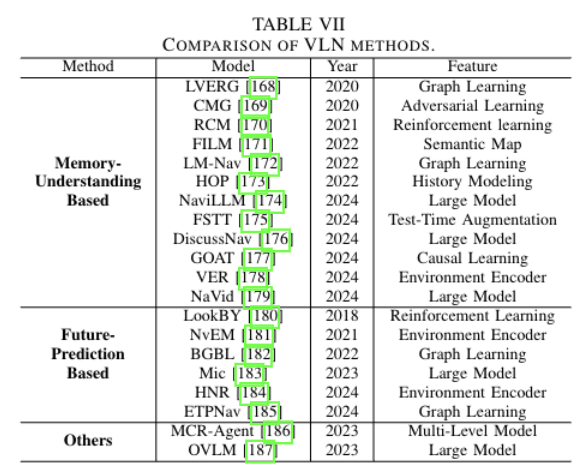 TABLE VII
COMPARISON OF VLN METHODS.
Method Model Year Feature
Memory-Understanding Based
LVERG [168] 2020 Graph Learning
CMG [169] 2020 Adversarial Learning
RCM [170] 2021 Reinforcement learning
FILM [171] 2022 Semantic Map
LM-Nav [172] 2022 Graph Learning
HOP [173] 2022 History Modeling
NaviLLM [174] 2024 Large Model
FSTT [175] 2024 Test-Time Augmentation
DiscussNav [176] 2024 Large Model
GOAT [177] 2024 Causal Learning
VER [178] 2024 Environment Encoder
NaVid [179] 2024 Large Model
Future-Prediction Based
LookBY [180] 2018 Reinforcement Learning
NvEM [181] 2021 Environment Encoder
BGBL [182] 2022 Graph Learning
Mic [183] 2023 Large Model
HNR [184] 2024 Environment Encoder
ETPNav [185] 2024 Graph Learning
Others
MCR-Agent [186] 2023 Multi-Level Model
OVLM [187] 2023 Large Model